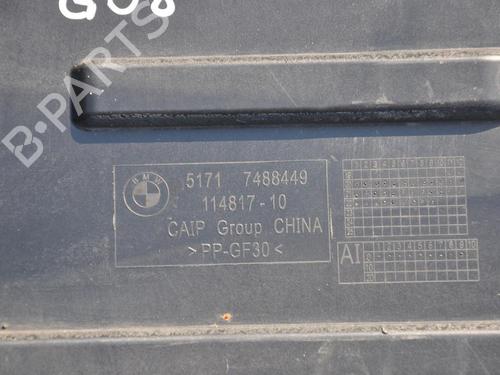 G08
B-PARTS
BMW
5171 7488449
114817-10
CAIP Group CHINA
>PP-GF30<
AI